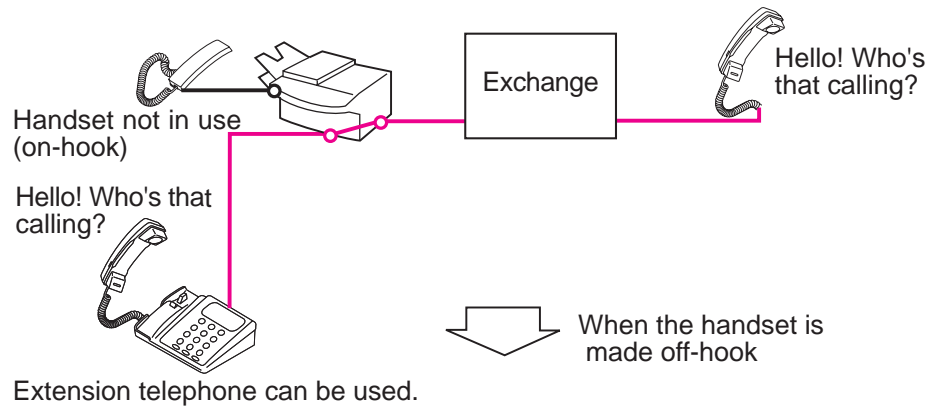 Exchange
Hello! Who's
that calling?
Handset not in use
(on-hook)
Hello! Who's that
calling?
When the handset is
made off-hook
Extension telephone can be used.